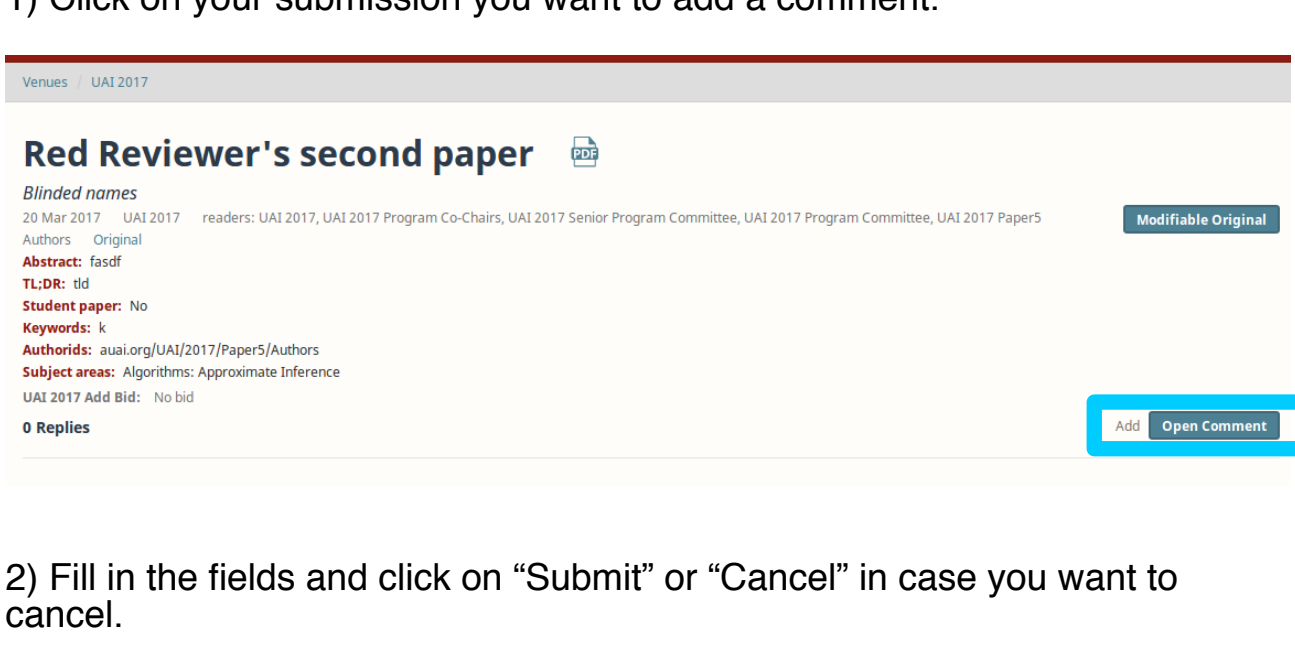 1) Click on your submission you want to add a comment.
Venues / UAI 2017
Red Reviewer's second paper PDF
Blinded names
20 Mar 2017 UAI 2017 readers: UAI 2017, UAI 2017 Program Co-Chairs, UAI 2017 Senior Program Committee, UAI 2017 Program Committee, UAI 2017 Paper5
Modifiable Original
Authors Original
Abstract: fasdf
TL;DR: tld
Student paper: No
Keywords: k
Authorids: auai.org/UAI/2017/Paper5/Authors
Subject areas: Algorithms: Approximate Inference
UAI 2017 Add Bid: No bid
0 Replies Add Open Comment
2) Fill in the fields and click on “Submit” or “Cancel” in case you want to
cancel.